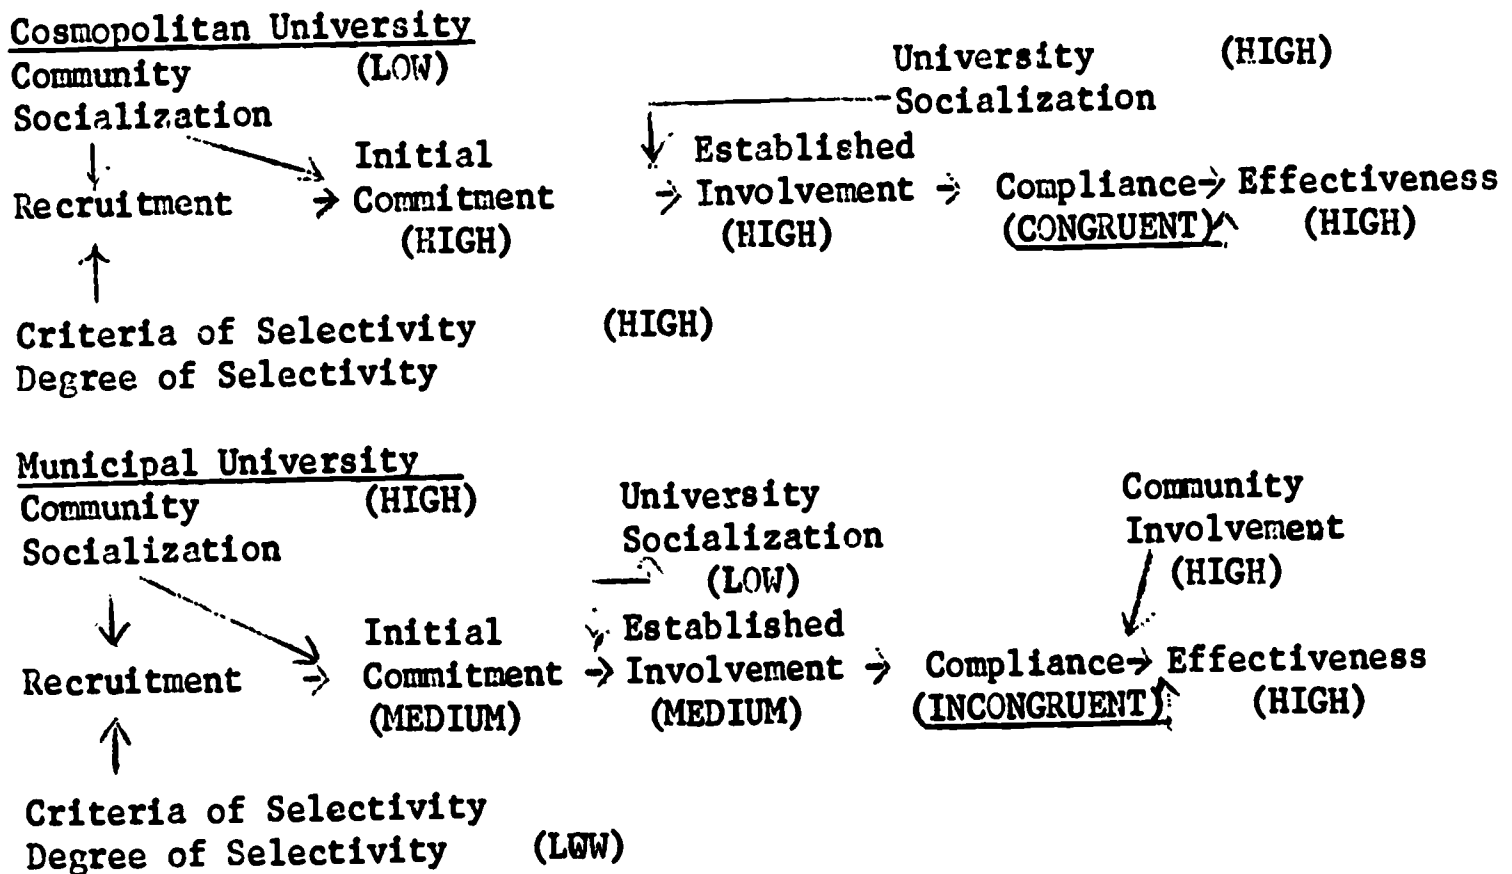 Cosmopolitan University
Community (LOW) University (HIGH)
Socialization Socialization
Initial Established
Recruitment → Commitment → Involvement → Compliance→ Effectiveness
(HIGH) (HIGH) (CONGRUENT) (HIGH)
Criteria of Selectivity (HIGH)
Degree of Selectivity
Municipal University
Community (HIGH) University Community
Socialization Socialization Involvement
(LOW) (HIGH)
Initial Established
Recruitment → Commitment → Involvement → Compliance→ Effectiveness
(MEDIUM) (MEDIUM) (INCONGRUENT) (HIGH)
Criteria of Selectivity
Degree of Selectivity (LOW)